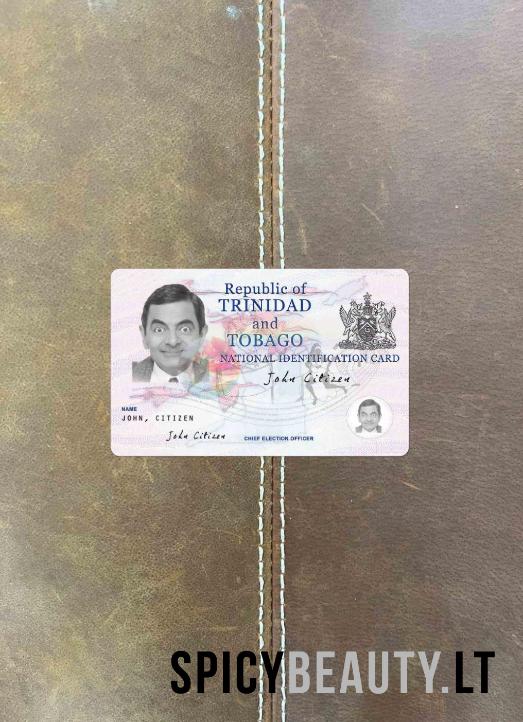 Republic of
TRINIDAD
and
TOBAGO
NATIONAL IDENTIFICATION CARD
John Citizen
NAME
JOHN, CITIZEN
John Citizen
CHIEF ELECTION OFFICER
SPICYBEAUTY.LT